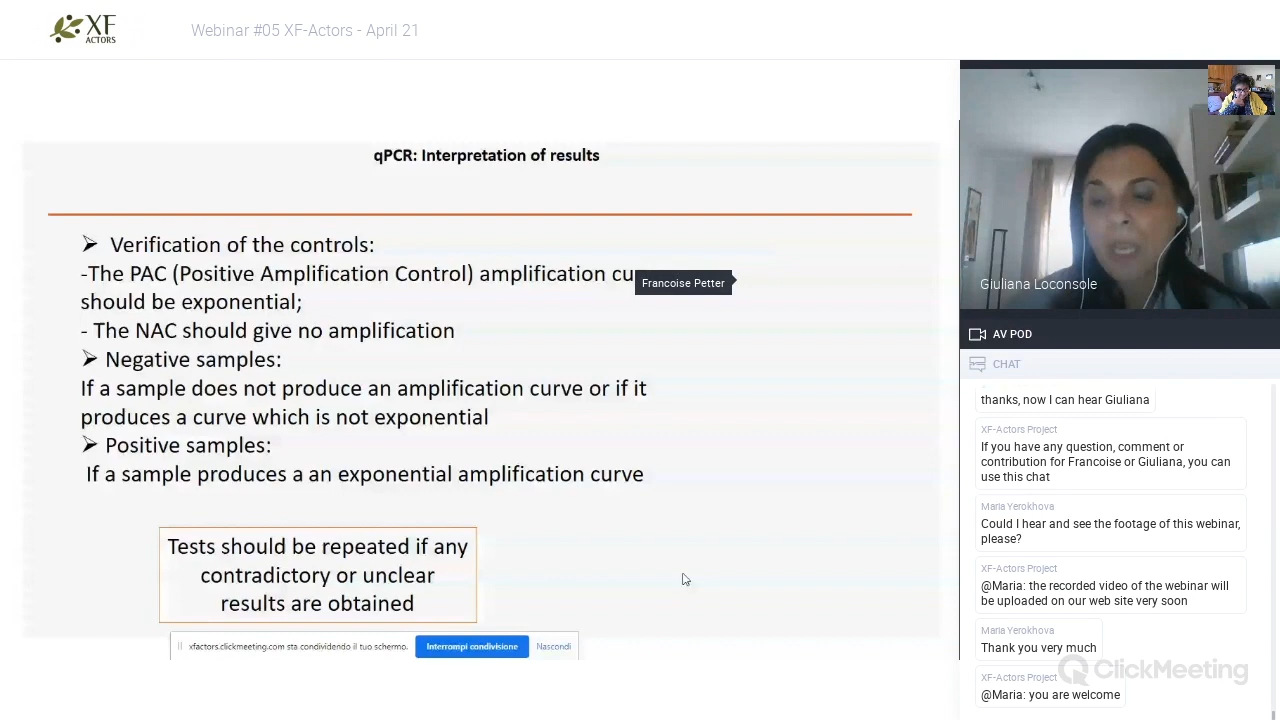 XF
ACTORS
Webinar #05 XF-Actors - April 21
qPCR: Interpretation of results
➢ Verification of the controls:
-The PAC (Positive Amplification Control) amplification cu
Francoise Petter
should be exponential;
- The NAC should give no amplification
➢ Negative samples:
If a sample does not produce an amplification curve or if it
produces a curve which is not exponential
➢ Positive samples:
If a sample produces a an exponential amplification curve
Tests should be repeated if any
contradictory or unclear
results are obtained
xfactors.clickmeeting.com sta condividendo il tuo schermo.
Interrompi condivisione
Nascondi
Giuliana Loconsole
AV POD
CHAT
thanks, now I can hear Giuliana
XF-Actors Project
If you have any question, comment or
contribution for Francoise or Giuliana, you can
use this chat
Maria Yerokhova
Could I hear and see the footage of this webinar,
please?
XF-Actors Project
@Maria: the recorded video of the webinar will
be uploaded on our web site very soon
Maria Yerokhova
Thank you very much
XF-Actors Project
@Maria: you are welcome
ClickMeeting